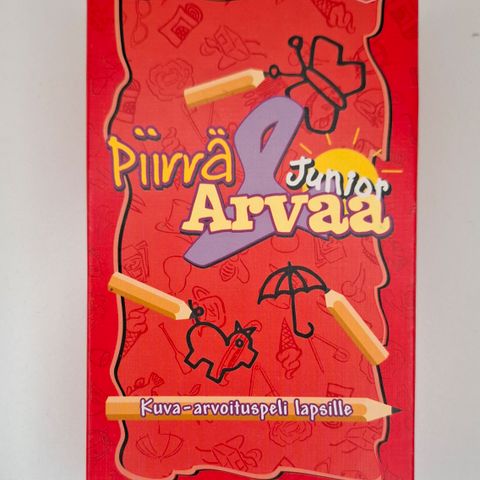 Piirrä
&
Junior
Arvaa
Kuva-arvoituspeli lapsille